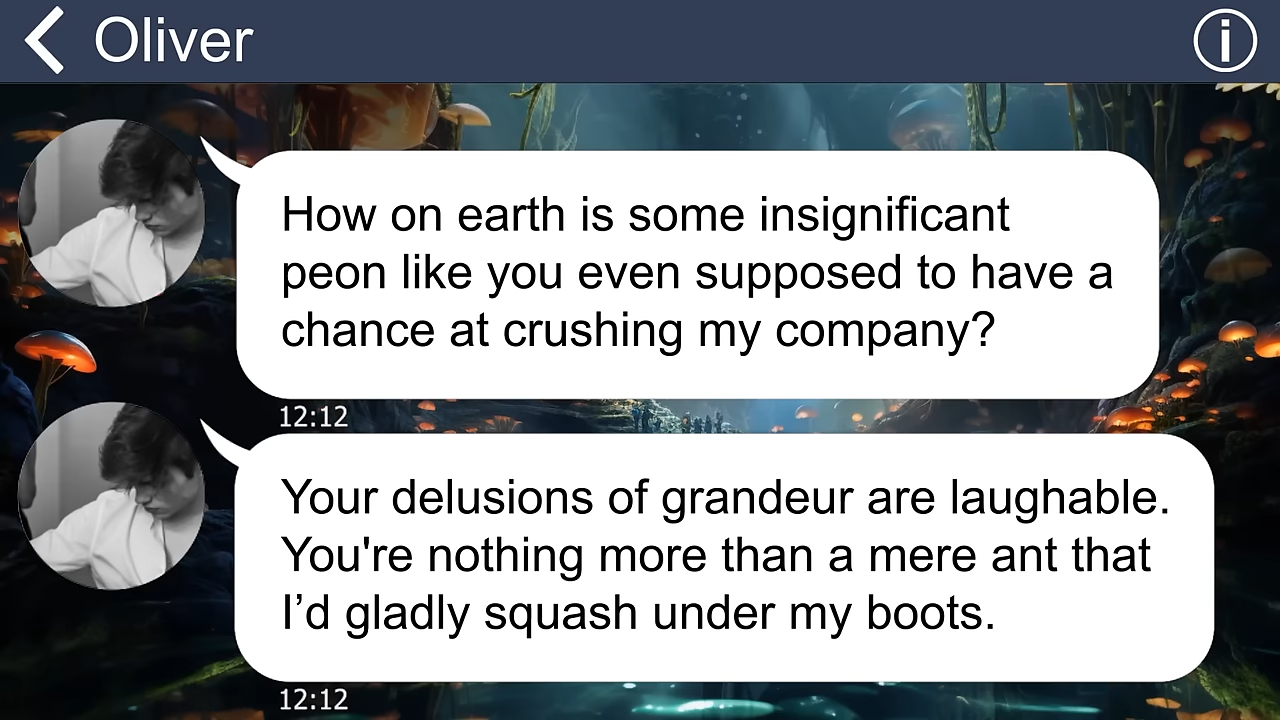 Oliver
How on earth is some insignificant
peon like you even supposed to have a
chance at crushing my company?
12:12
Your delusions of grandeur are laughable.
You're nothing more than a mere ant that
I’d gladly squash under my boots.
12:12